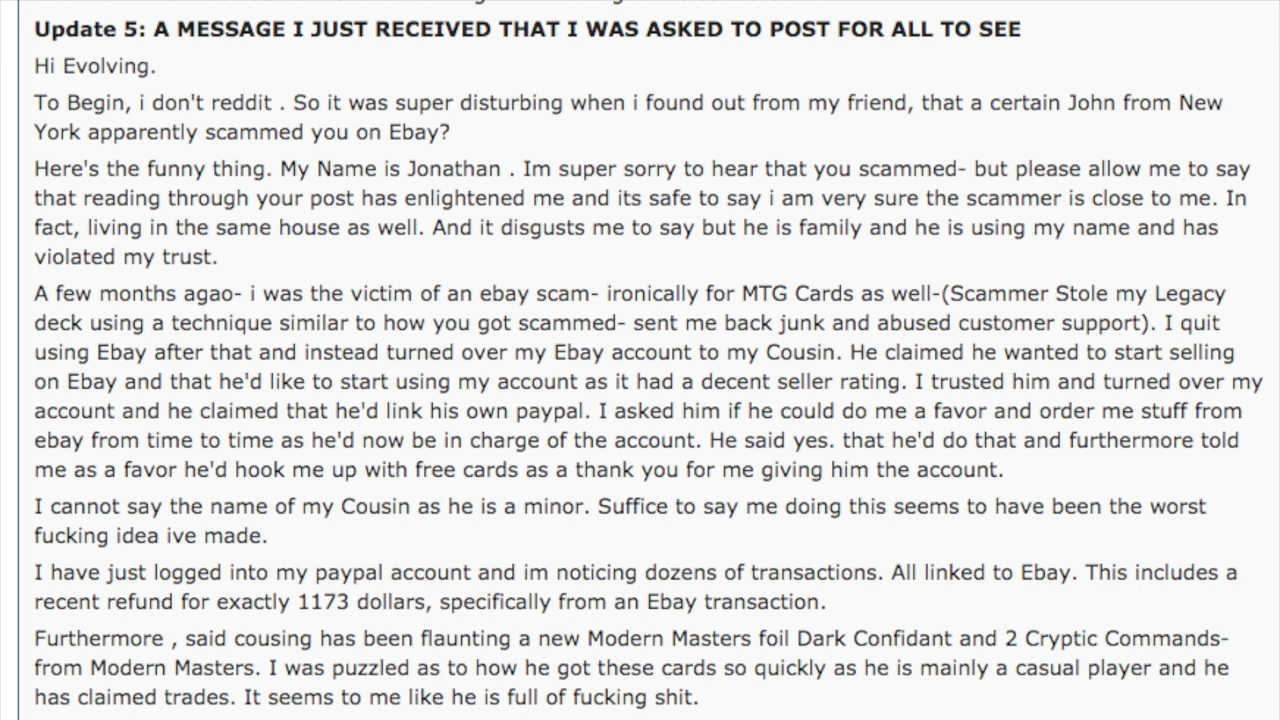 Update 5: A MESSAGE I JUST RECEIVED THAT I WAS ASKED TO POST FOR ALL TO SEE
Hi Evolving.
To Begin, i don't reddit . So it was super disturbing when i found out from my friend, that a certain John from New
York apparently scammed you on Ebay?
Here's the funny thing. My Name is Jonathan . Im super sorry to hear that you scammed- but please allow me to say
that reading through your post has enlightened me and its safe to say i am very sure the scammer is close to me. In
fact, living in the same house as well. And it disgusts me to say but he is family and he is using my name and has
violated my trust.
A few months agao- i was the victim of an ebay scam- ironically for MTG Cards as well-(Scammer Stole my Legacy
deck using a technique similar to how you got scammed- sent me back junk and abused customer support). I quit
using Ebay after that and instead turned over my Ebay account to my Cousin. He claimed he wanted to start selling
on Ebay and that he'd like to start using my account as it had a decent seller rating. I trusted him and turned over my
account and he claimed that he'd link his own paypal. I asked him if he could do me a favor and order me stuff from
ebay from time to time as he'd now be in charge of the account. He said yes. that he'd do that and furthermore told
me as a favor he'd hook me up with free cards as a thank you for me giving him the account.
I cannot say the name of my Cousin as he is a minor. Suffice to say me doing this seems to have been the worst
fucking idea ive made.
I have just logged into my paypal account and im noticing dozens of transactions. All linked to Ebay. This includes a
recent refund for exactly 1173 dollars, specifically from an Ebay transaction.
Furthermore , said cousing has been flaunting a new Modern Masters foil Dark Confidant and 2 Cryptic Commands-
from Modern Masters. I was puzzled as to how he got these cards so quickly as he is mainly a casual player and he
has claimed trades. It seems to me like he is full of fucking shit.